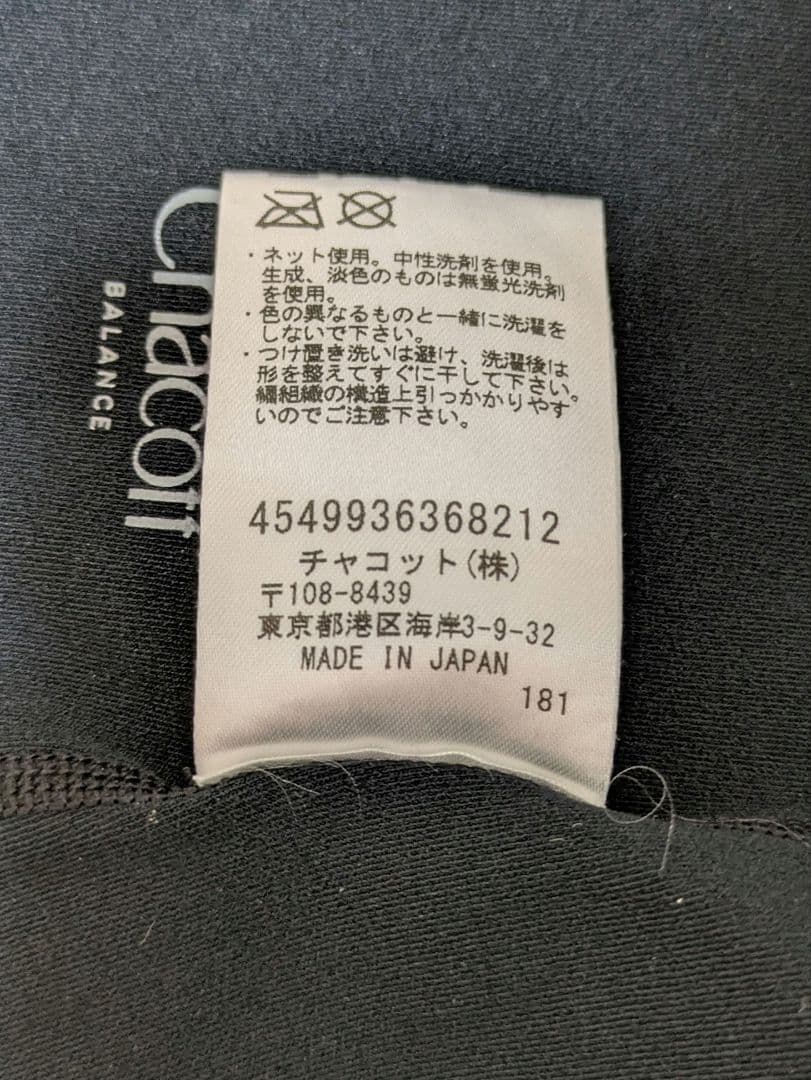 ・ネット使用。中性洗剤を使用。
生成、淡色のものは無蛍光洗剤
を使用。
・色の異なるものと一緒に洗濯を
しないで下さい。
・つけ置き洗いは避け、洗濯後は
形を整えてすぐに干して下さい。
編組織の構造上引っかかりやす
いのでご注意下さい。
4549936368212
チャコット(株)
〒108-8439
東京都港区海岸3-9-32
MADE IN JAPAN
181
Chacott
BALANCE